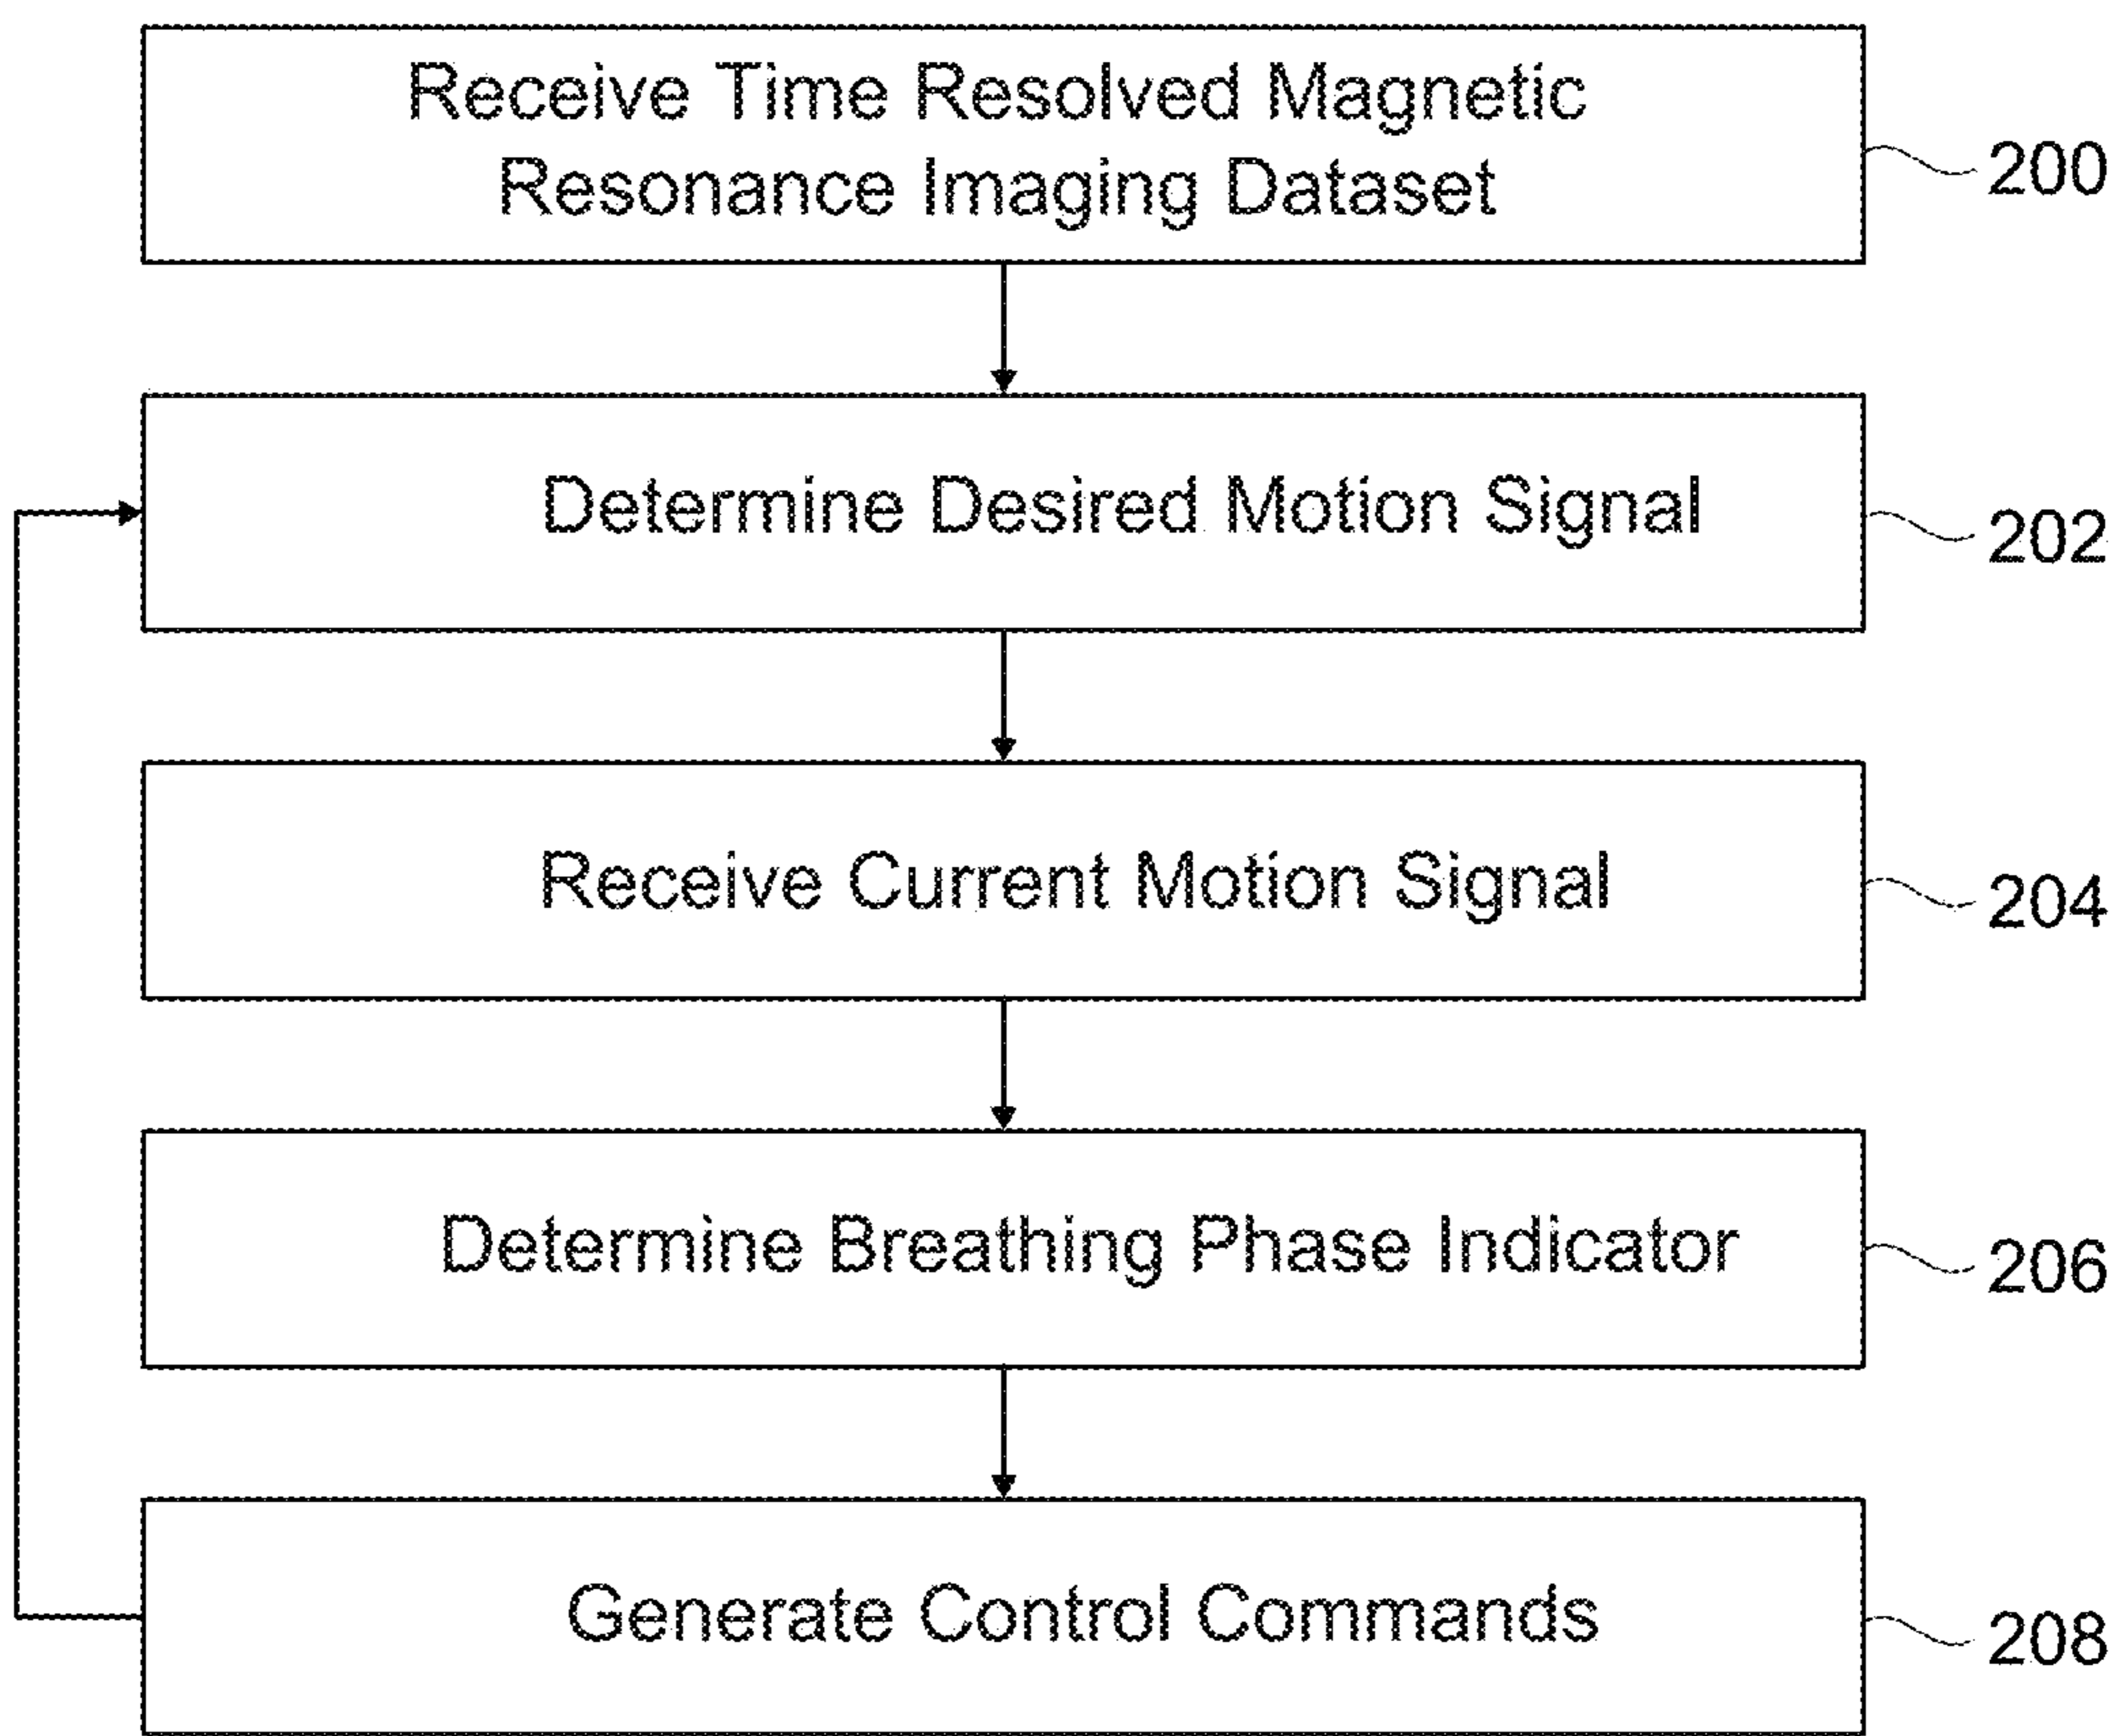 Receive Time Resolved Magnetic
Resonance Imaging Dataset
200
Determine Desired Motion Signal
202
Receive Current Motion Signal
204
Determine Breathing Phase Indicator
206
Generate Control Commands
208